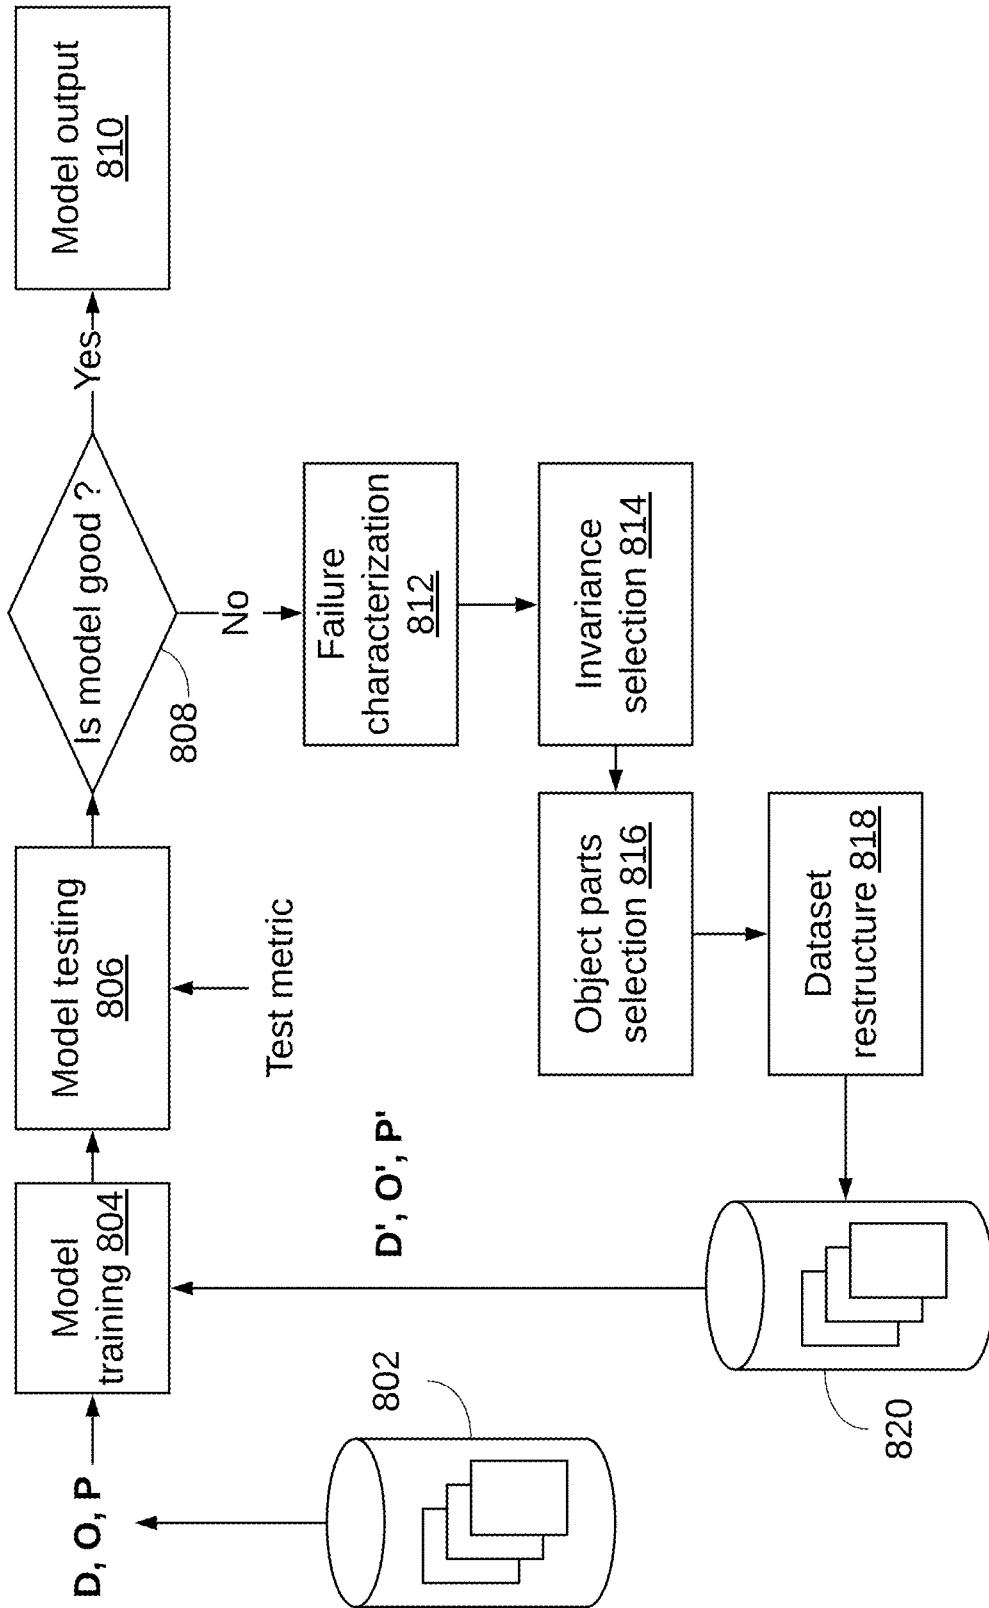 D, O, P
802
Model
training 804
Model testing
806
Test metric
Is model good ?
808
Yes
Model output
810
No
Failure
characterization
812
Invariance
selection 814
Object parts
selection 816
Dataset
restructure 818
820
D', O', P'